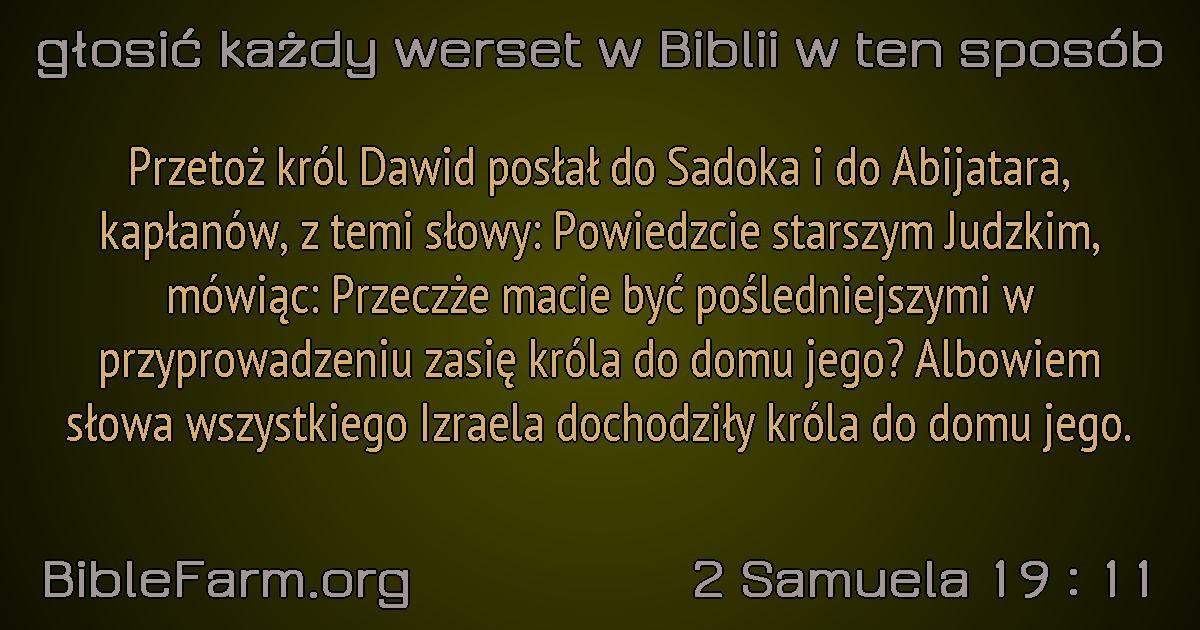 głosić każdy werset w Biblii w ten sposób
Przetoż król Dawid posłał do Sadoka i do Abijatara,
kapłanów, z temi słowy: Powiedzcie starszym Judzkim,
mówiąc: Przeczże macie być pośledniejszymi w
przyprowadzeniu zasię króla do domu jego? Albowiem
słowa wszystkiego Izraela dochodziły króla do domu jego.
BibleFarm.org
2 Samuela 19 : 11